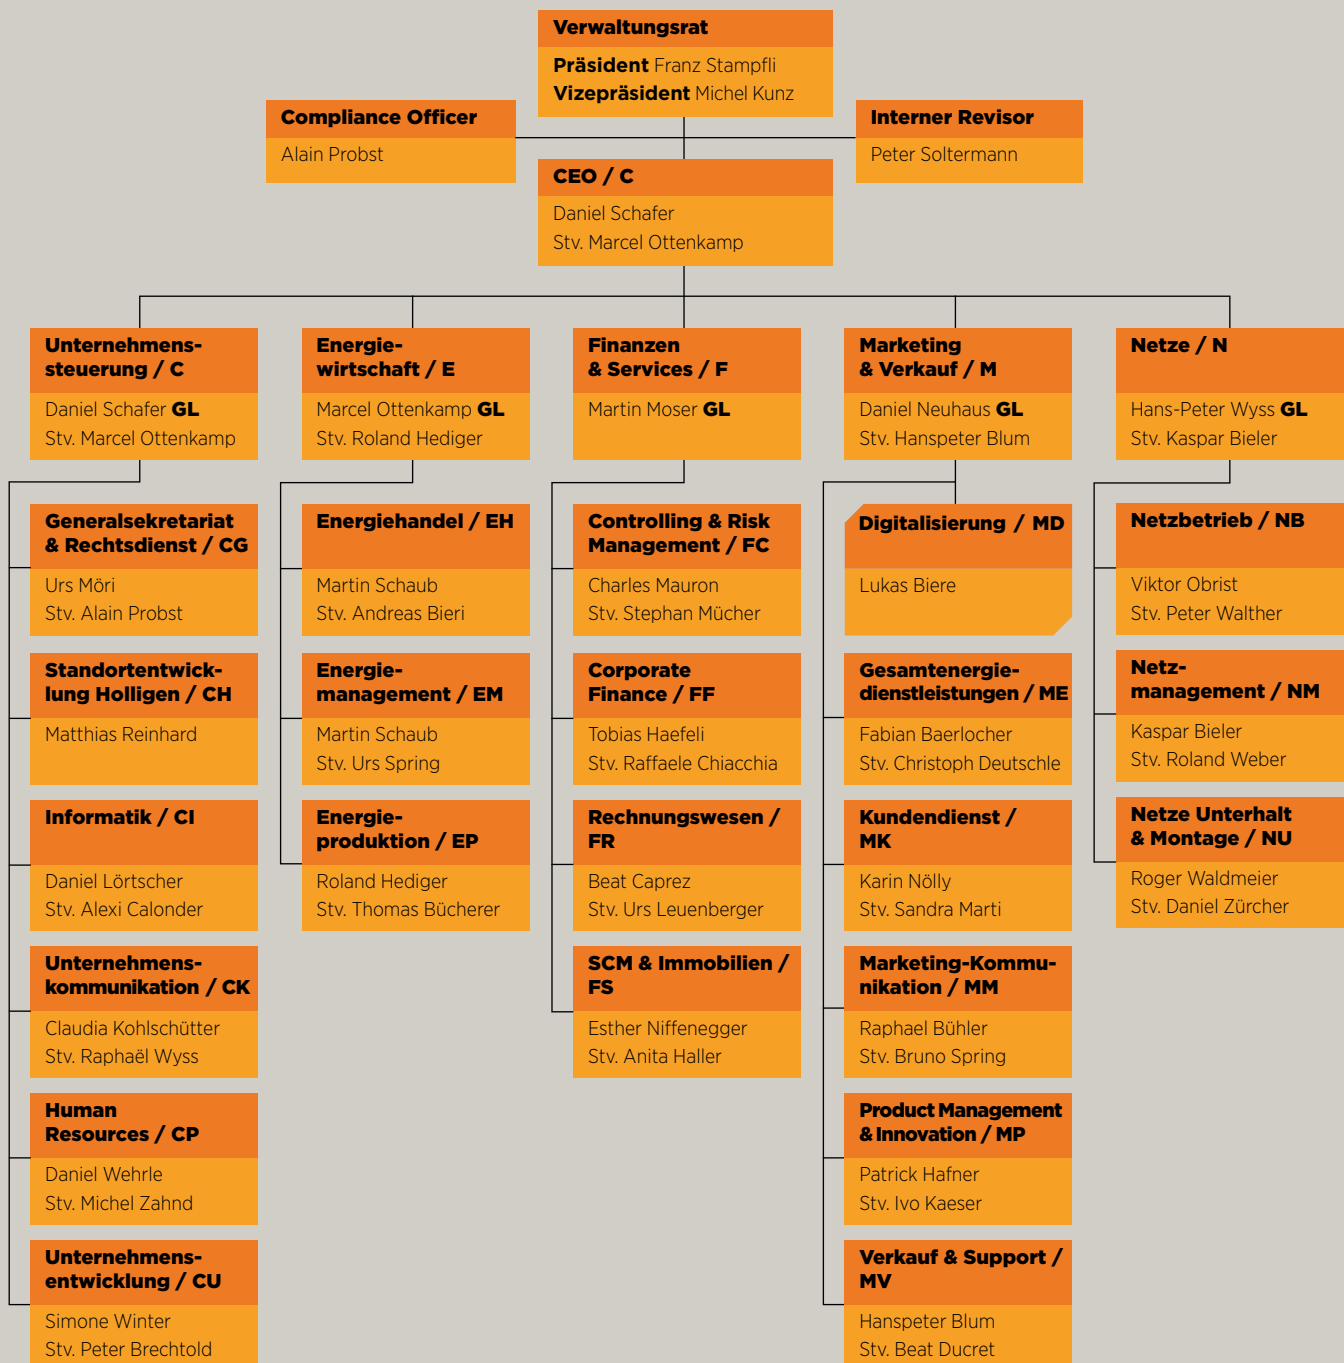 Verwaltungsrat
Präsident Franz Stampfli
Vizepräsident Michel Kunz
Compliance Officer
Alain Probst
Interner Revisor
Peter Soltermann
CEO / C
Daniel Schafer
Stv. Marcel Ottenkamp
Unternehmens-
steuerung / C
Daniel Schafer GL
Stv. Marcel Ottenkamp
Generalsekretariat
& Rechtsdienst / CG
Urs Möri
Stv. Alain Probst
Standortentwick-
lung Holligen / CH
Matthias Reinhard
Informatik / CI
Daniel Lörtscher
Stv. Alexi Calonder
Unternehmens-
kommunikation / CK
Claudia Kohlschütter
Stv. Raphaël Wyss
Human
Resources / CP
Daniel Wehrle
Stv. Michel Zahnd
Unternehmens-
entwicklung / CU
Simone Winter
Stv. Peter Brechtold
Energie-
wirtschaft / E
Marcel Ottenkamp GL
Stv. Roland Hediger
Energiehandel / EH
Martin Schaub
Stv. Andreas Bieri
Energie-
management / EM
Martin Schaub
Stv. Urs Spring
Energie-
produktion / EP
Roland Hediger
Stv. Thomas Bücherer
Finanzen
& Services / F
Martin Moser GL
Controlling & Risk
Management / FC
Charles Mauron
Stv. Stephan Mücher
Corporate
Finance / FF
Tobias Haefeli
Stv. Raffaele Chiacchia
Rechnungswesen /
FR
Beat Caprez
Stv. Urs Leuenberger
SCM & Immobilien /
FS
Esther Niffenegger
Stv. Anita Haller
Marketing
& Verkauf / M
Daniel Neuhaus GL
Stv. Hanspeter Blum
Digitalisierung / MD
Lukas Biere
Gesamtenergie-
dienstleistungen / ME
Fabian Baerlocher
Stv. Christoph Deutschle
Kundendienst /
MK
Karin Nölly
Stv. Sandra Marti
Marketing-Kommu-
nikation / MM
Raphael Bühler
Stv. Bruno Spring
Product Management
& Innovation / MP
Patrick Hafner
Stv. Ivo Kaeser
Verkauf & Support /
MV
Hanspeter Blum
Stv. Beat Ducret
Netze / N
Hans-Peter Wyss GL
Stv. Kaspar Bieler
Netzbetrieb / NB
Viktor Obrist
Stv. Peter Walther
Netz-
management / NM
Kaspar Bieler
Stv. Roland Weber
Netze Unterhalt
& Montage / NU
Roger Waldmeier
Stv. Daniel Zürcher